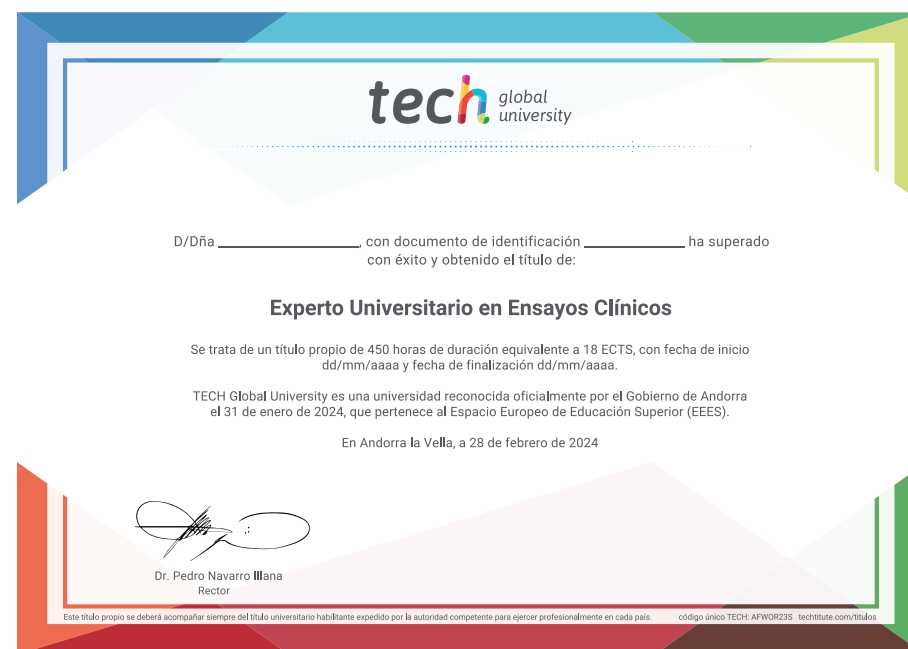 tech global university
D/Dña ____________________, con documento de identificación ______________ ha superado
con éxito y obtenido el título de:
Experto Universitario en Ensayos Clínicos
Se trata de un título propio de 450 horas de duración equivalente a 18 ECTS, con fecha de inicio
dd/mm/aaaa y fecha de finalización dd/mm/aaaa.
TECH Global University es una universidad reconocida oficialmente por el Gobierno de Andorra
el 31 de enero de 2024, que pertenece al Espacio Europeo de Educación Superior (EEES).
En Andorra la Vella, a 28 de febrero de 2024
Dr. Pedro Navarro Illana
Rector
Este título propio se deberá acompañar siempre del título universitario habilitante expedido por la autoridad competente para ejercer profesionalmente en cada país. código único TECH: AFWOR23S techtitute.com/titulos